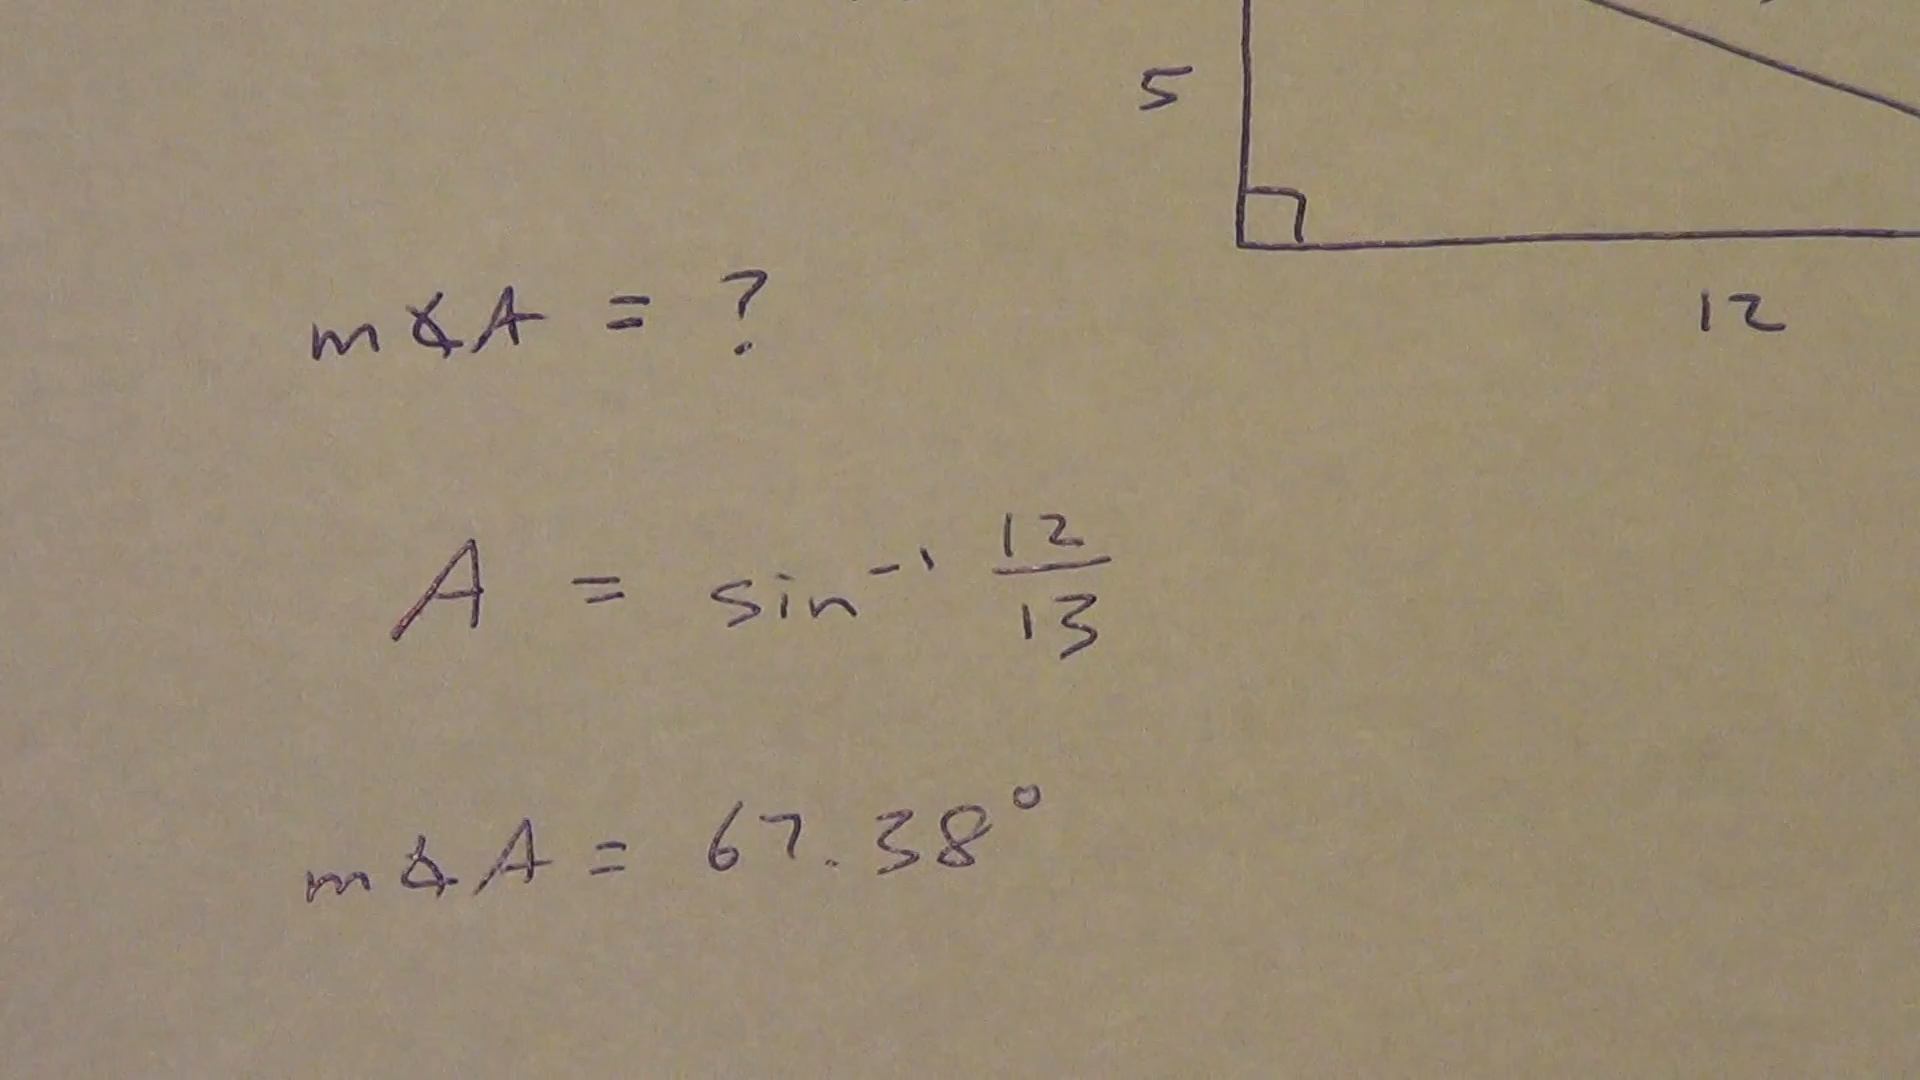 5
12
m∡A = ?
A = sin⁻¹ 12/13
m∡A = 67.38°